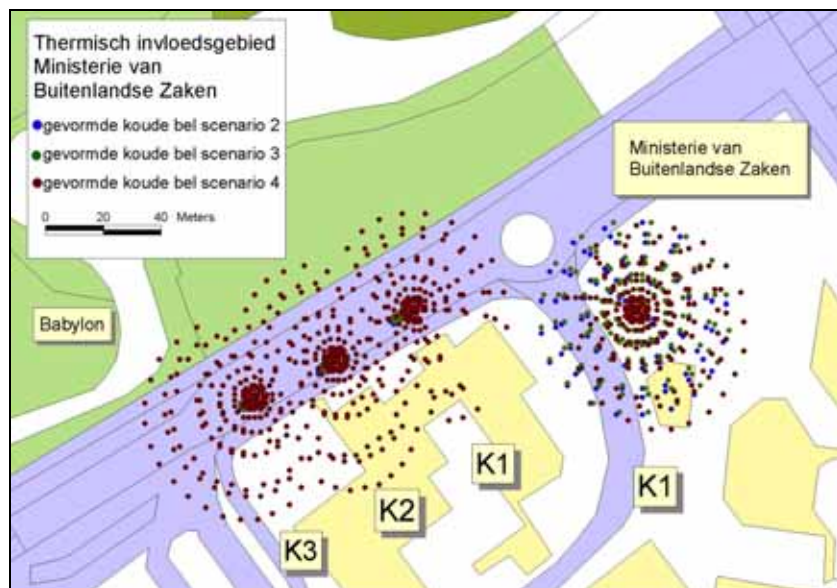 Thermisch invloedsgebied
Ministerie van
Buitenlandse Zaken
gevormde koude bel scenario 2
gevormde koude bel scenario 3
gevormde koude bel scenario 4
0 20 40 Meters
Ministerie van
Buitenlandse Zaken
Babylon
K1
K1
K2
K3